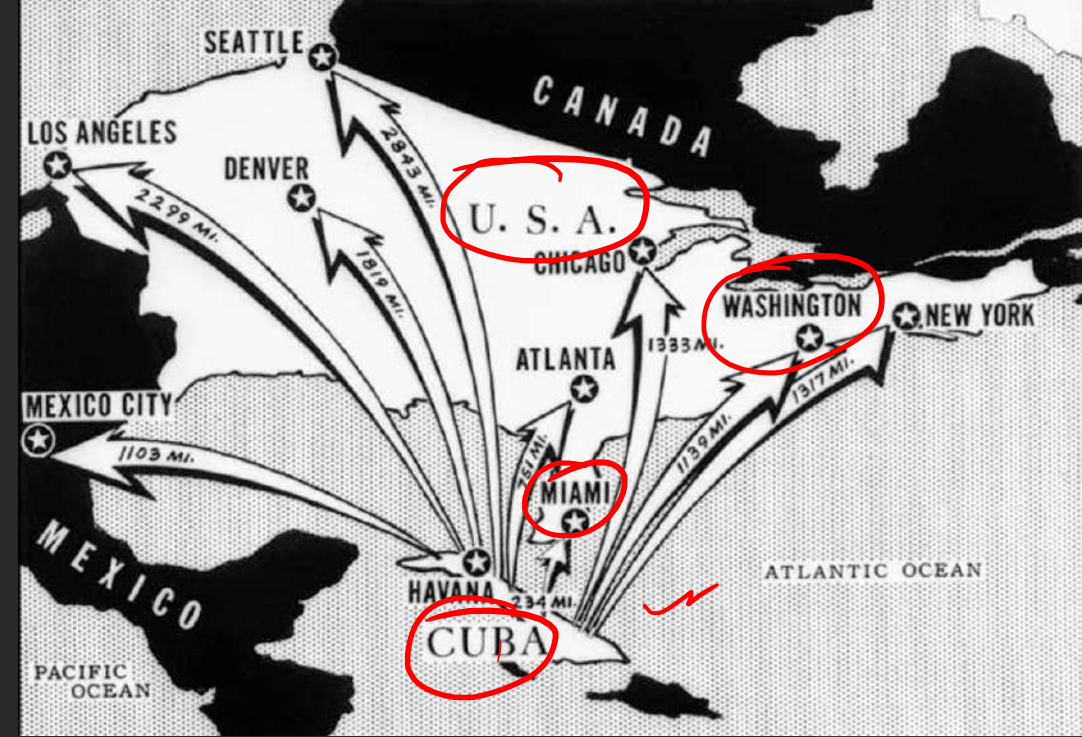 SEATTLE
CANADA
LOS ANGELES
2843 MI.
DENVER
2299 MI.
U. S. A.
CHICAGO
1819 MI.
WASHINGTON
NEW YORK
1333 MI.
ATLANTA
1317 MI.
MEXICO CITY
1103 MI.
751 MI.
1139 MI.
MIAMI
MEXICO
HAVANA
234 MI.
ATLANTIC OCEAN
CUBA
PACIFIC
OCEAN